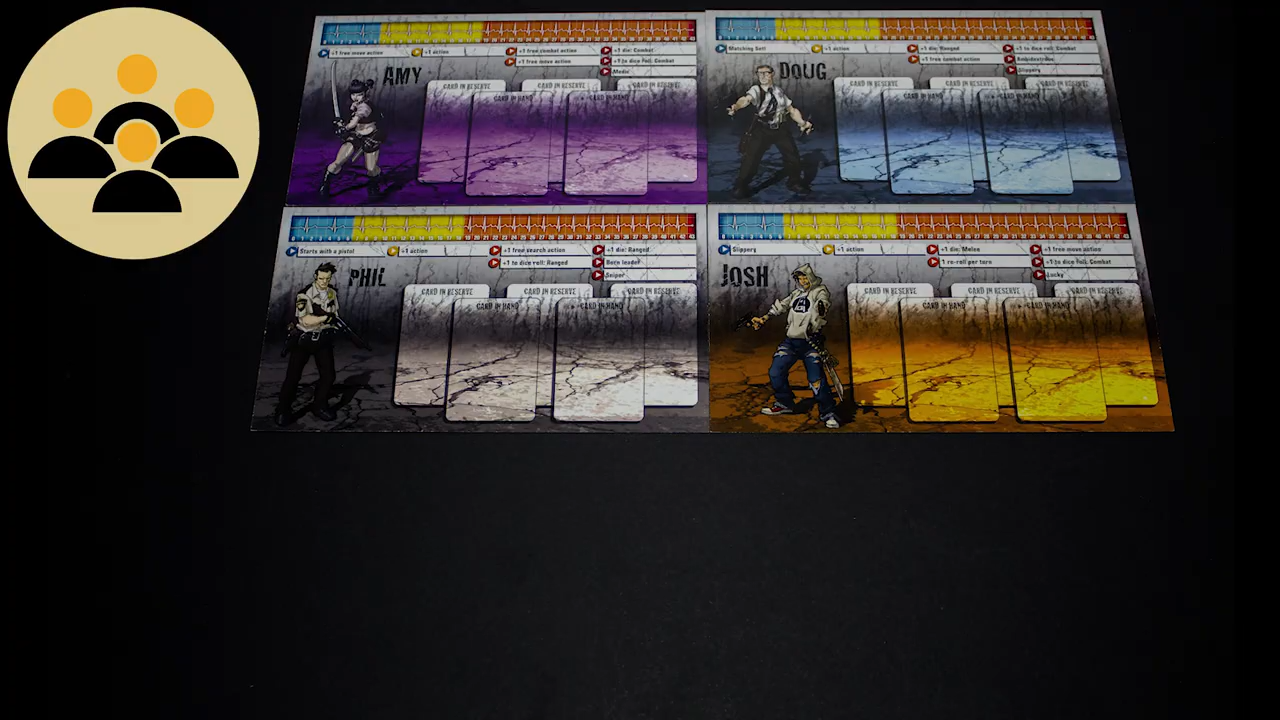 +1 free move action
+1 action
+1 free combat action
+1 free move action
+1 die: Combat
+1 to dice roll: Combat
Medic
AMY
CARD IN RESERVE
CARD IN RESERVE
CARD IN RESERVE
CARD IN HAND
CARD IN HAND
Matching Set!
+1 action
+1 die: Ranged
+1 free combat action
+1 to dice roll: Combat
Ambidextrous
Slippery
DOUG
CARD IN RESERVE
CARD IN RESERVE
CARD IN RESERVE
CARD IN HAND
CARD IN HAND
Starts with a pistol
+1 action
+1 free search action
+1 to dice roll: Ranged
+1 die: Ranged
Born leader
Sniper
PHIL
CARD IN RESERVE
CARD IN RESERVE
CARD IN RESERVE
CARD IN HAND
CARD IN HAND
Slippery
+1 action
+1 die: Melee
1 re-roll per turn
+1 free move action
+1 to dice roll: Combat
Lucky
JOSH
CARD IN RESERVE
CARD IN RESERVE
CARD IN RESERVE
CARD IN HAND
CARD IN HAND